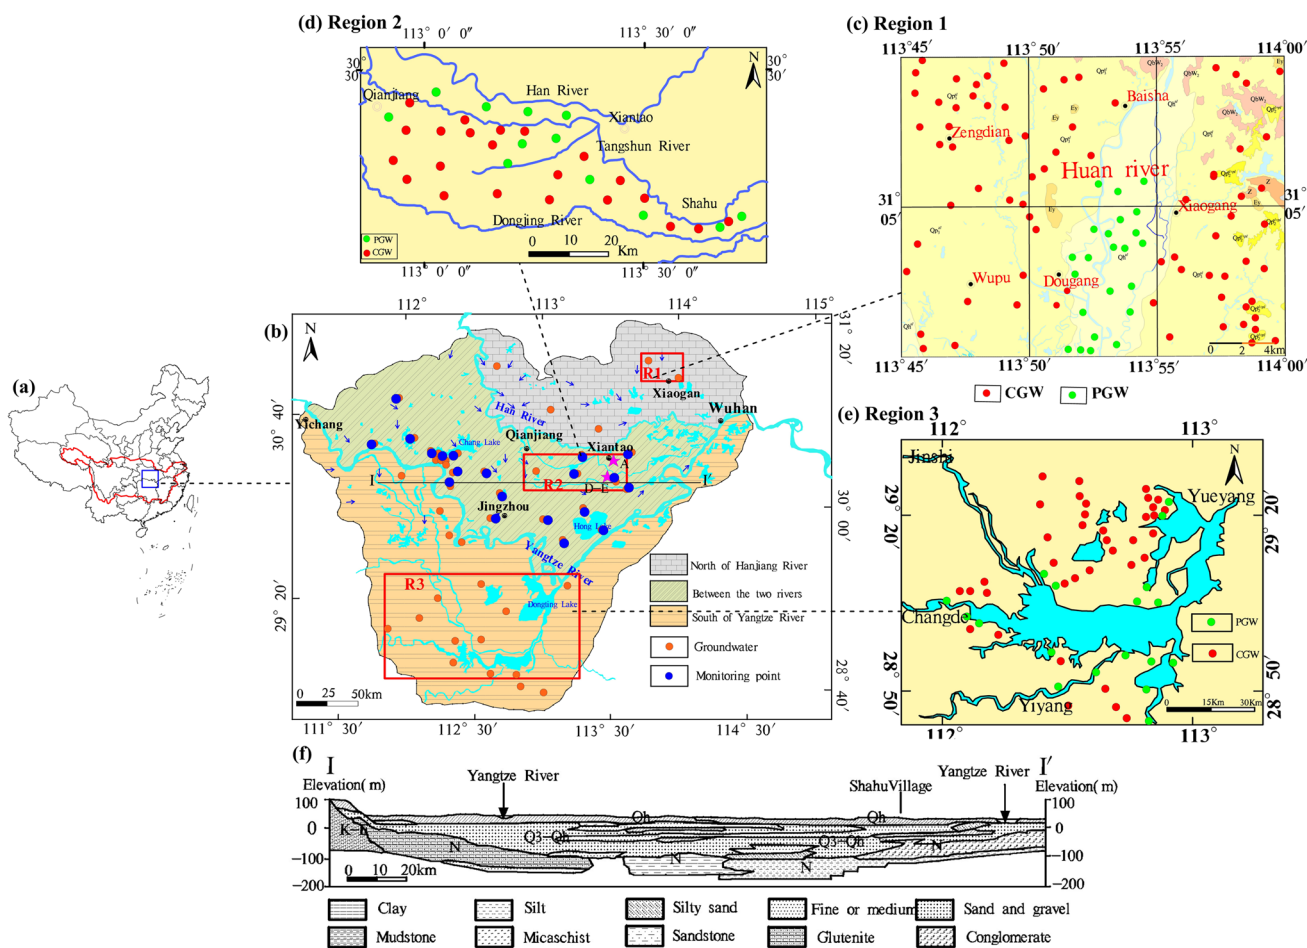 (d) Region 2
113° 0′ 0″
113° 30′ 0″
30°
30′
30°
30′
N
Qianjiang
Han River
Xiantao
Tangshun River
Shahu
Dongjing River
PGW
CGW
0 10 20
Km
113° 0′ 0″
113° 30′ 0″
(c) Region 1
113°45′
113°50′
113°55′
114°00′
N
Baisha
Zengdian
Huan river
Xiaogang
Wupu
Dougang
31°
05′
31°
05′
Ey
Ey
Ey
Ey
Ey
Z
Z
0 2 4km
113°45′
113°50′
113°55′
114°00′
CGW
PGW
(a)
(b)
112°
113
114°
115°
N
31°
20′
R1
Xiaogan
Wuhan
30° 40′
Yichang
Han River
Chang Lake
Qianjiang
Xiantao
A
I
R2
D-E
I′
Jingzhou
Hong Lake
30° 00′
Yangtze River
R3
Dongting Lake
29° 20′
28° 40′
North of Hanjiang River
Between the two rivers
South of Yangtze River
Groundwater
Monitoring point
0 25 50km
111° 30′
112° 30′
113° 30′
114° 30′
(e) Region 3
112°
113°
N
Jinshi
Yueyang
29° 20′
29° 20′
Changde
PGW
CGW
28° 50′
28° 50′
Yiyang
0 15Km 30Km
112°
113°
(f)
I
I′
Elevation(m)
Yangtze River
ShahuVillage
Yangtze River
Elevation(m)
100
0
-100
-200
100
0
-100
-200
Qh
Qh
Q3-Qh
Q3-Qh
N
N
N
N
0 10 20km
Clay
Silt
Silty sand
Fine or medium
Sand and gravel
Mudstone
Micaschist
Sandstone
Glutenite
Conglomerate